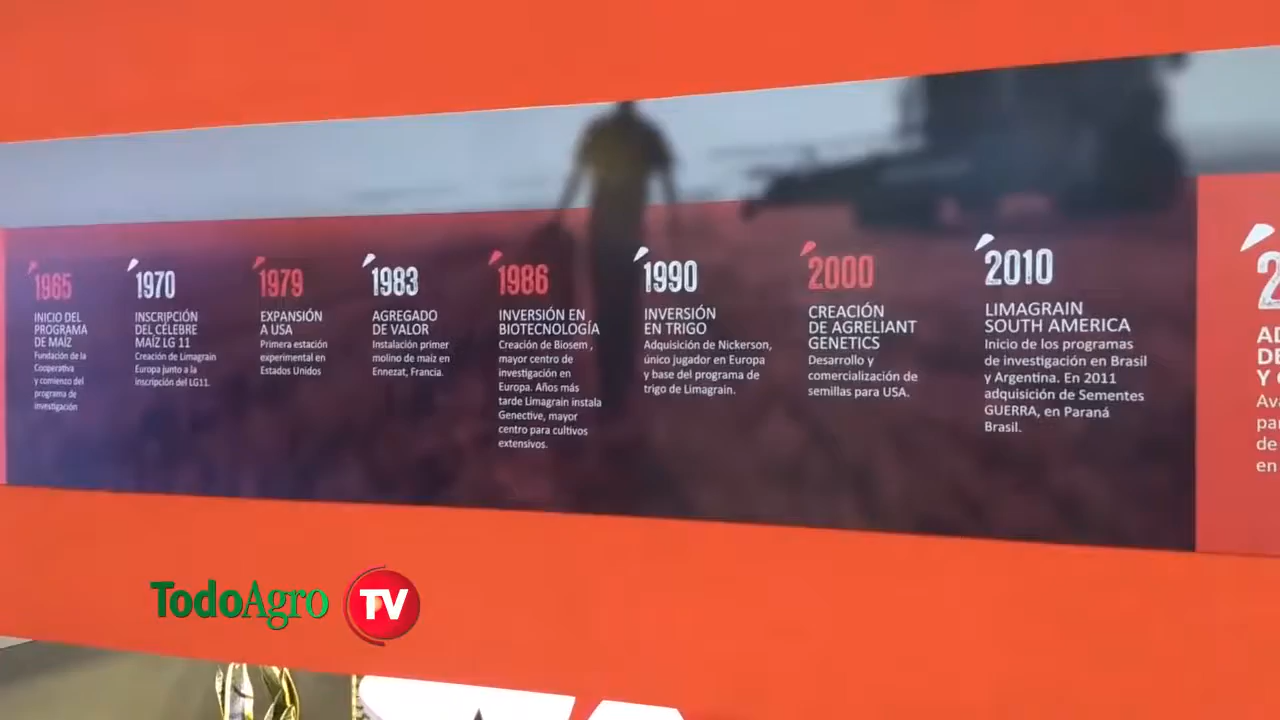 1965
INICIO DEL
PROGRAMA
DE MAÍZ
Fundación de la
Cooperativa
y comienzo del
programa de
investigación
1970
INSCRIPCIÓN
DEL CÉLEBRE
MAÍZ LG 11
Creación de Limagrain
Europa junto a la
inscripción del LG11.
1979
EXPANSIÓN
A USA
Primera estación
experimental en
Estados Unidos
1983
AGREGADO
DE VALOR
Instalación primer
molino de maíz en
Ennezat, Francia.
1986
INVERSIÓN EN
BIOTECNOLOGÍA
Creación de Biosem ,
mayor centro de
investigación en
Europa. Años más
tarde Limagrain instala
Genective, mayor
centro para cultivos
extensivos.
1990
INVERSIÓN
EN TRIGO
Adquisición de Nickerson,
único jugador en Europa
y base del programa de
trigo de Limagrain.
2000
CREACIÓN
DE AGRELIANT
GENETICS
Desarrollo y
comercialización de
semillas para USA.
2010
LIMAGRAIN
SOUTH AMERICA
Inicio de los programas
de investigación en Brasil
y Argentina. En 2011
adquisición de Sementes
GUERRA, en Paraná
Brasil.
DE
Y
de
en
TodoAgro TV